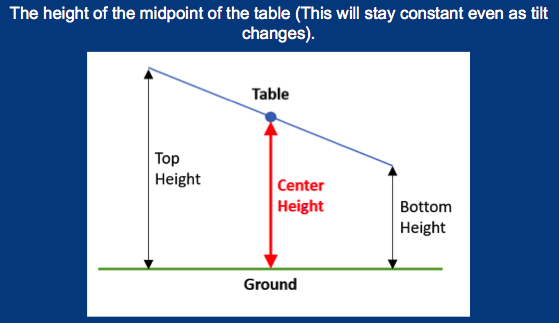 The height of the midpoint of the table (This will stay constant even as tilt
changes).
Table
Top
Height
Center
Height
Bottom
Height
Ground